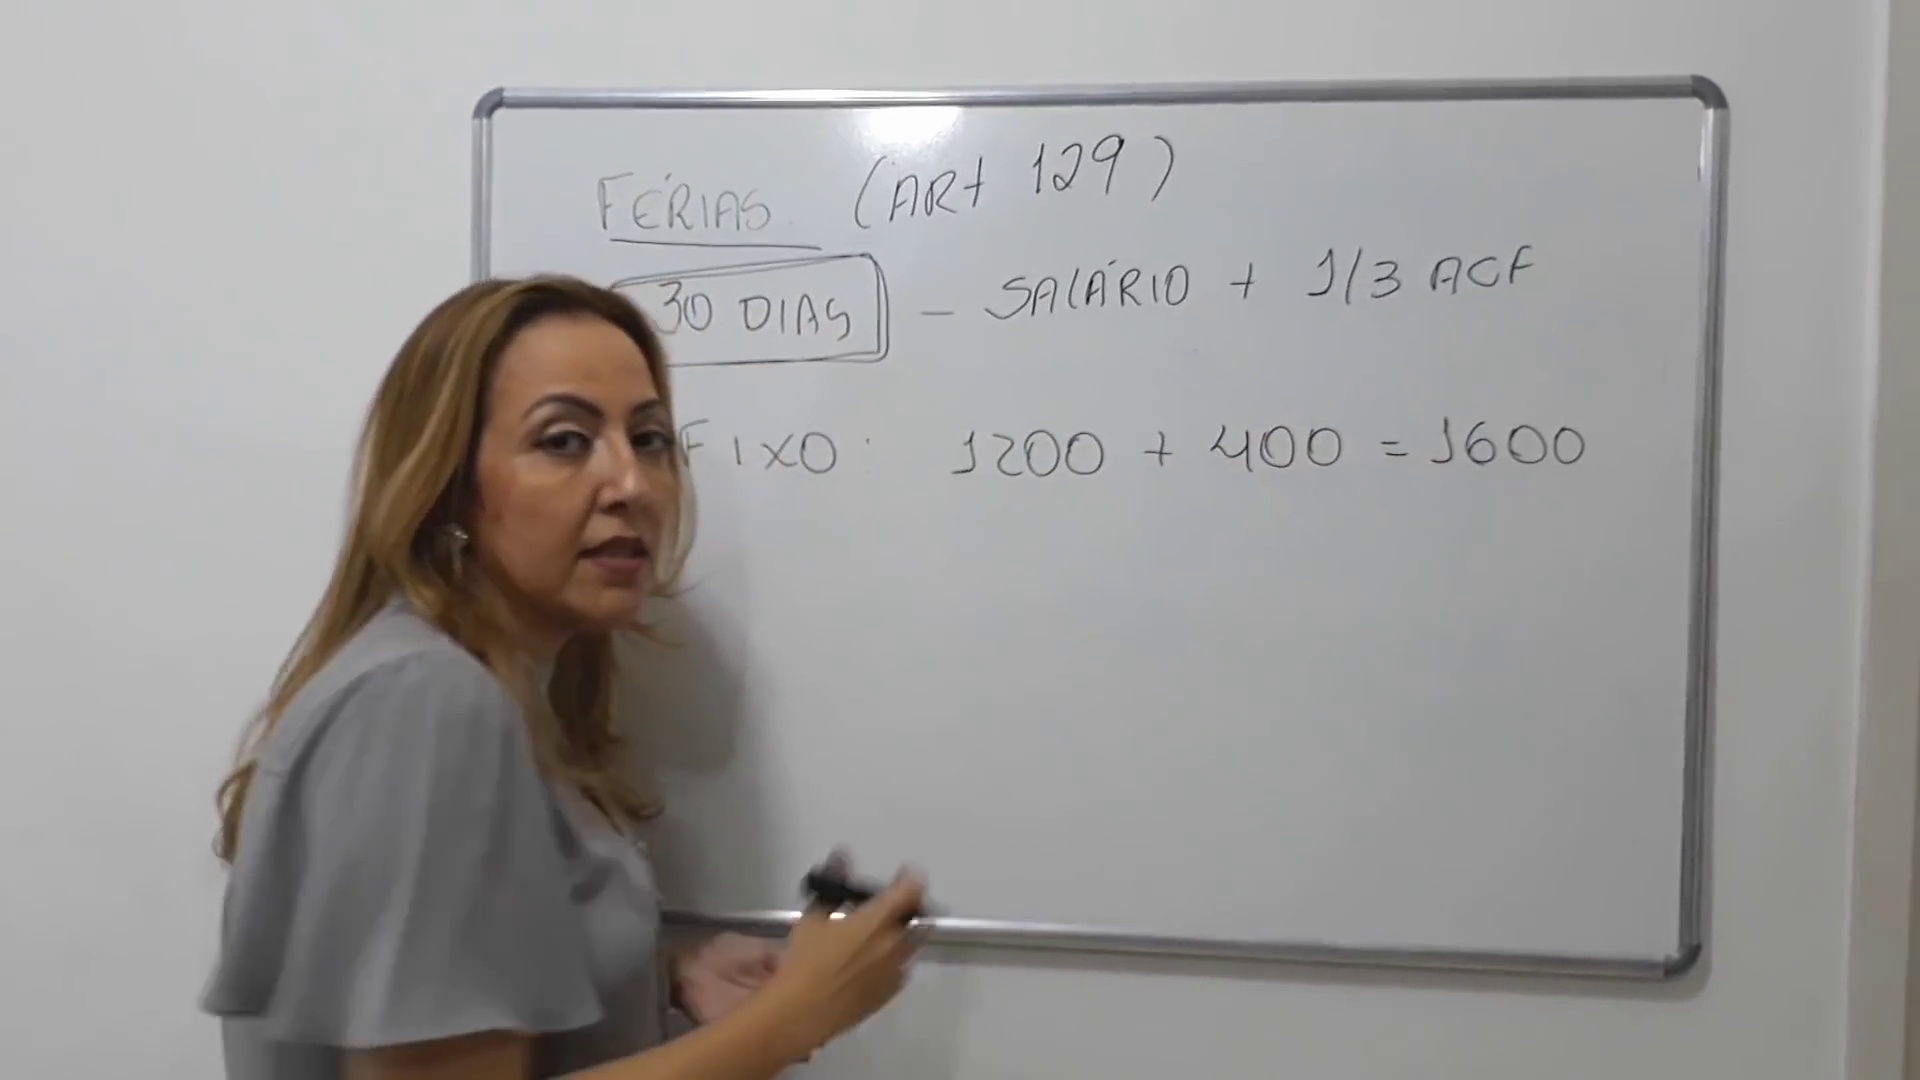 FÉRIAS (ART 129)
30 DIAS - SALÁRIO + 1/3 ACF
FIXO 1200 + 400 = 1600